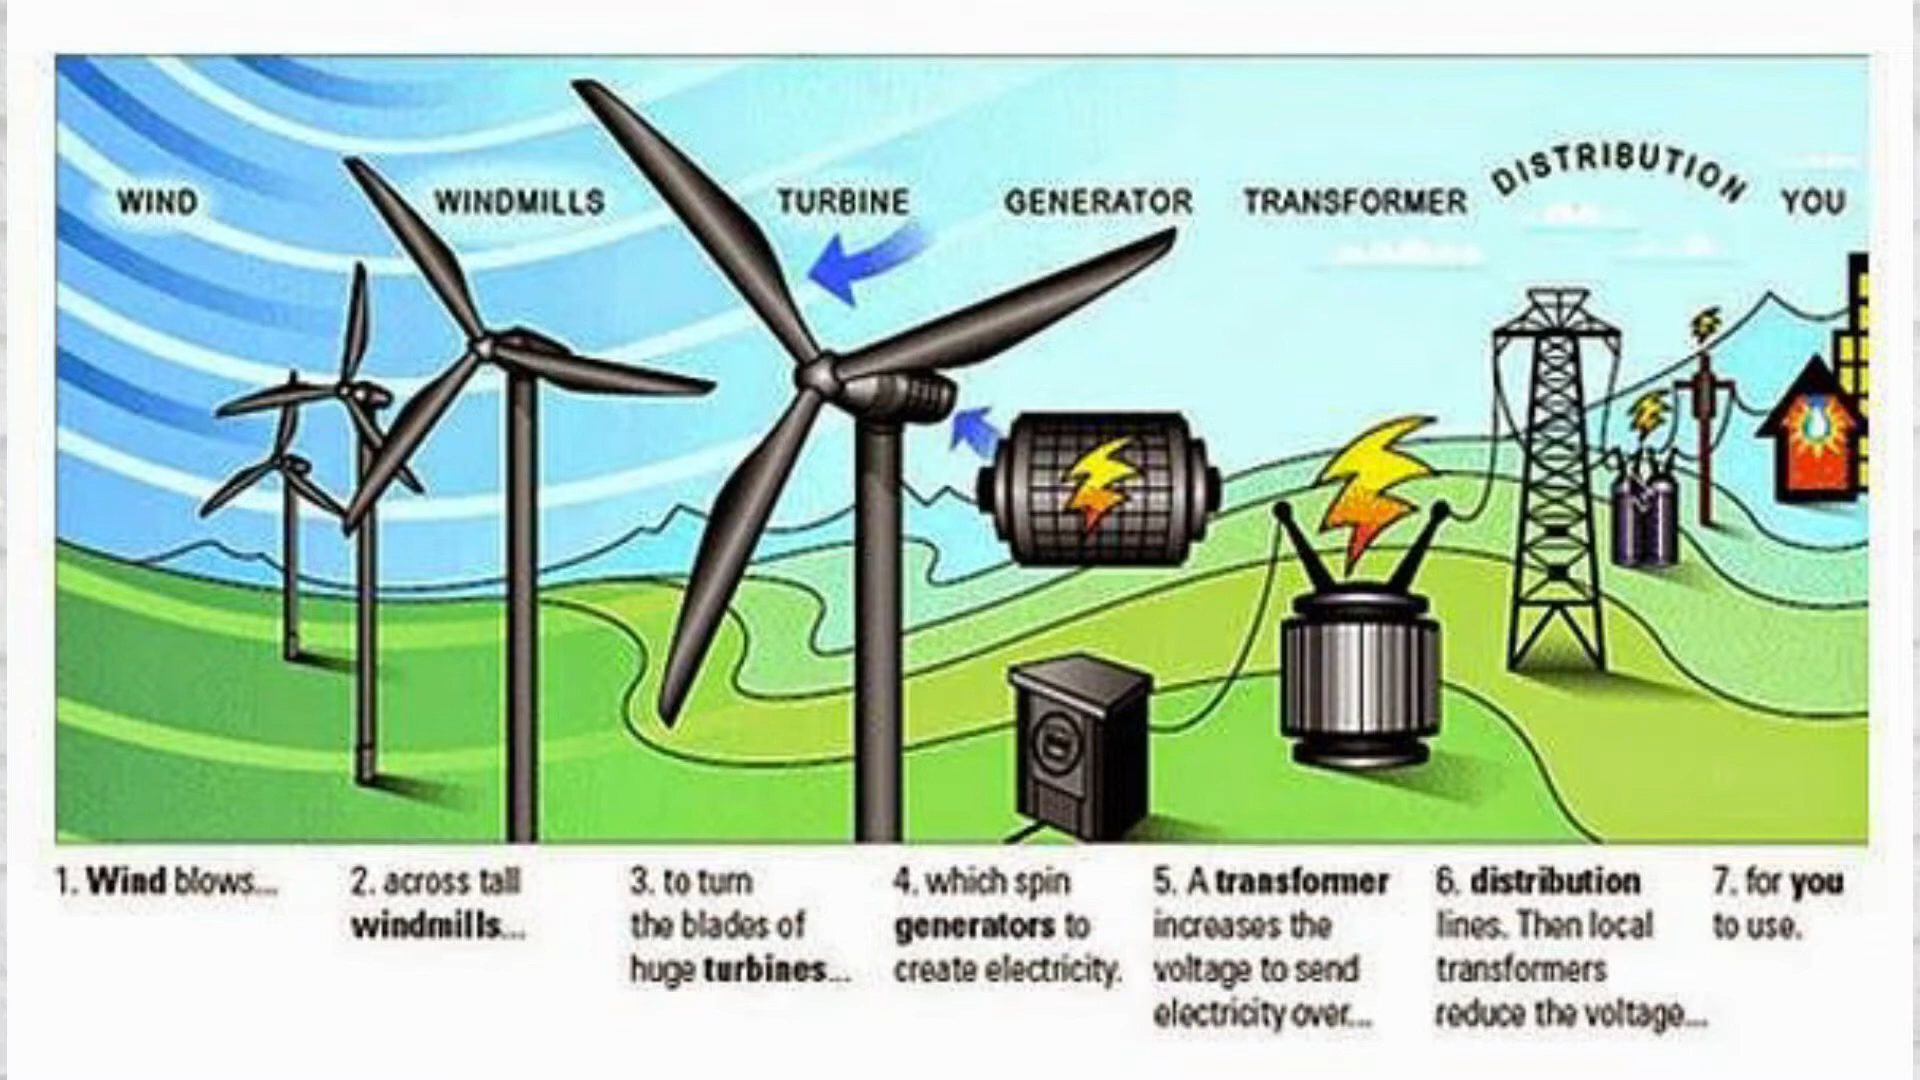 WIND
WINDMILLS
TURBINE
GENERATOR
TRANSFORMER
DISTRIBUTION
YOU
1. Wind blows...
2. across tall
windmills...
3. to turn
the blades of
huge turbines...
4. which spin
generators to
create electricity.
5. A transformer
increases the
voltage to send
electricity over...
6. distribution
lines. Then local
transformers
reduce the voltage...
7. for you
to use.